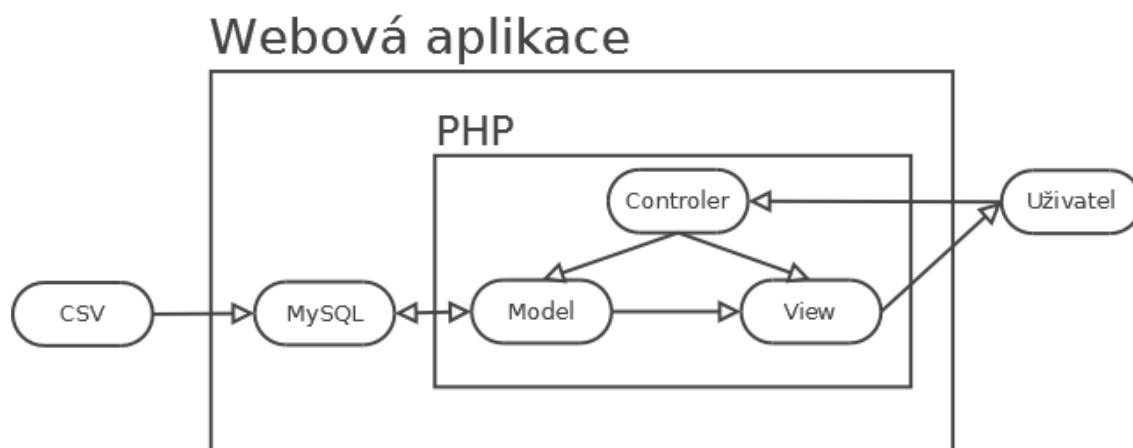 Webová aplikace
PHP
Controler
Uživatel
CSV
MySQL
Model
View